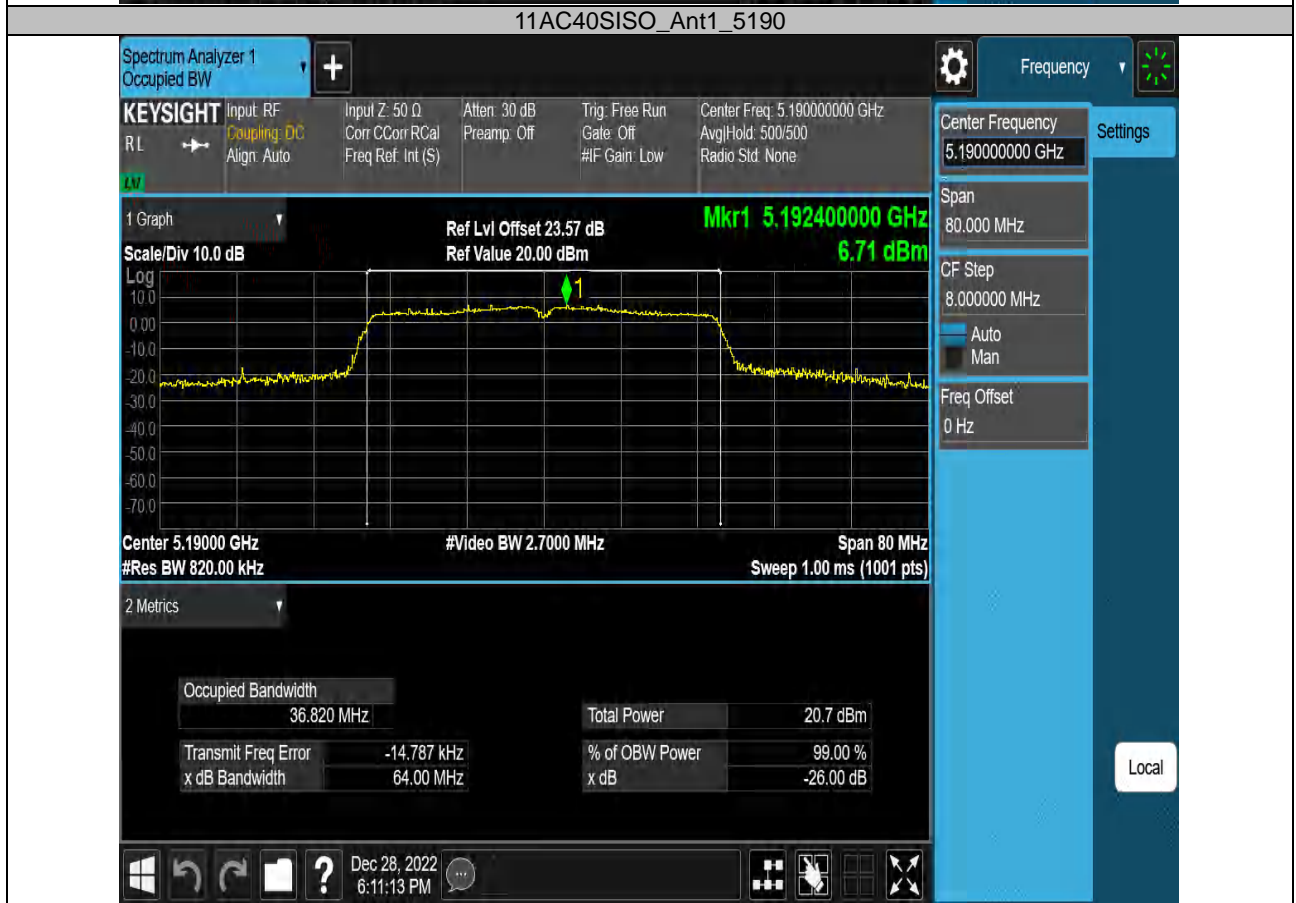 11AC40SISO_Ant1_5190
Spectrum Analyzer 1
Occupied BW
Frequency
KEYSIGHT
RL
LXI
Input: RF
Coupling: DC
Align: Auto
Input Z: 50 Ω
Corr CCorr RCal
Freq Ref: Int (S)
Atten: 30 dB
Preamp: Off
Trig: Free Run
Gate: Off
#IF Gain: Low
Center Freq: 5.190000000 GHz
Avg|Hold: 500/500
Radio Std: None
Center Frequency
5.190000000 GHz
Settings
Span
80.000 MHz
CF Step
8.000000 MHz
Auto
Man
Freq Offset
0 Hz
1 Graph
Scale/Div 10.0 dB
Ref Lvl Offset 23.57 dB
Ref Value 20.00 dBm
Mkr1 5.192400000 GHz
6.71 dBm
Log
10.0
0.00
-10.0
-20.0
-30.0
-40.0
-50.0
-60.0
-70.0
1
Center 5.19000 GHz
#Video BW 2.7000 MHz
Span 80 MHz
#Res BW 820.00 kHz
Sweep 1.00 ms (1001 pts)
2 Metrics
Occupied Bandwidth
36.820 MHz
Total Power 20.7 dBm
Transmit Freq Error -14.787 kHz
% of OBW Power 99.00 %
x dB Bandwidth 64.00 MHz
x dB -26.00 dB
Local
?
Dec 28, 2022
6:11:13 PM